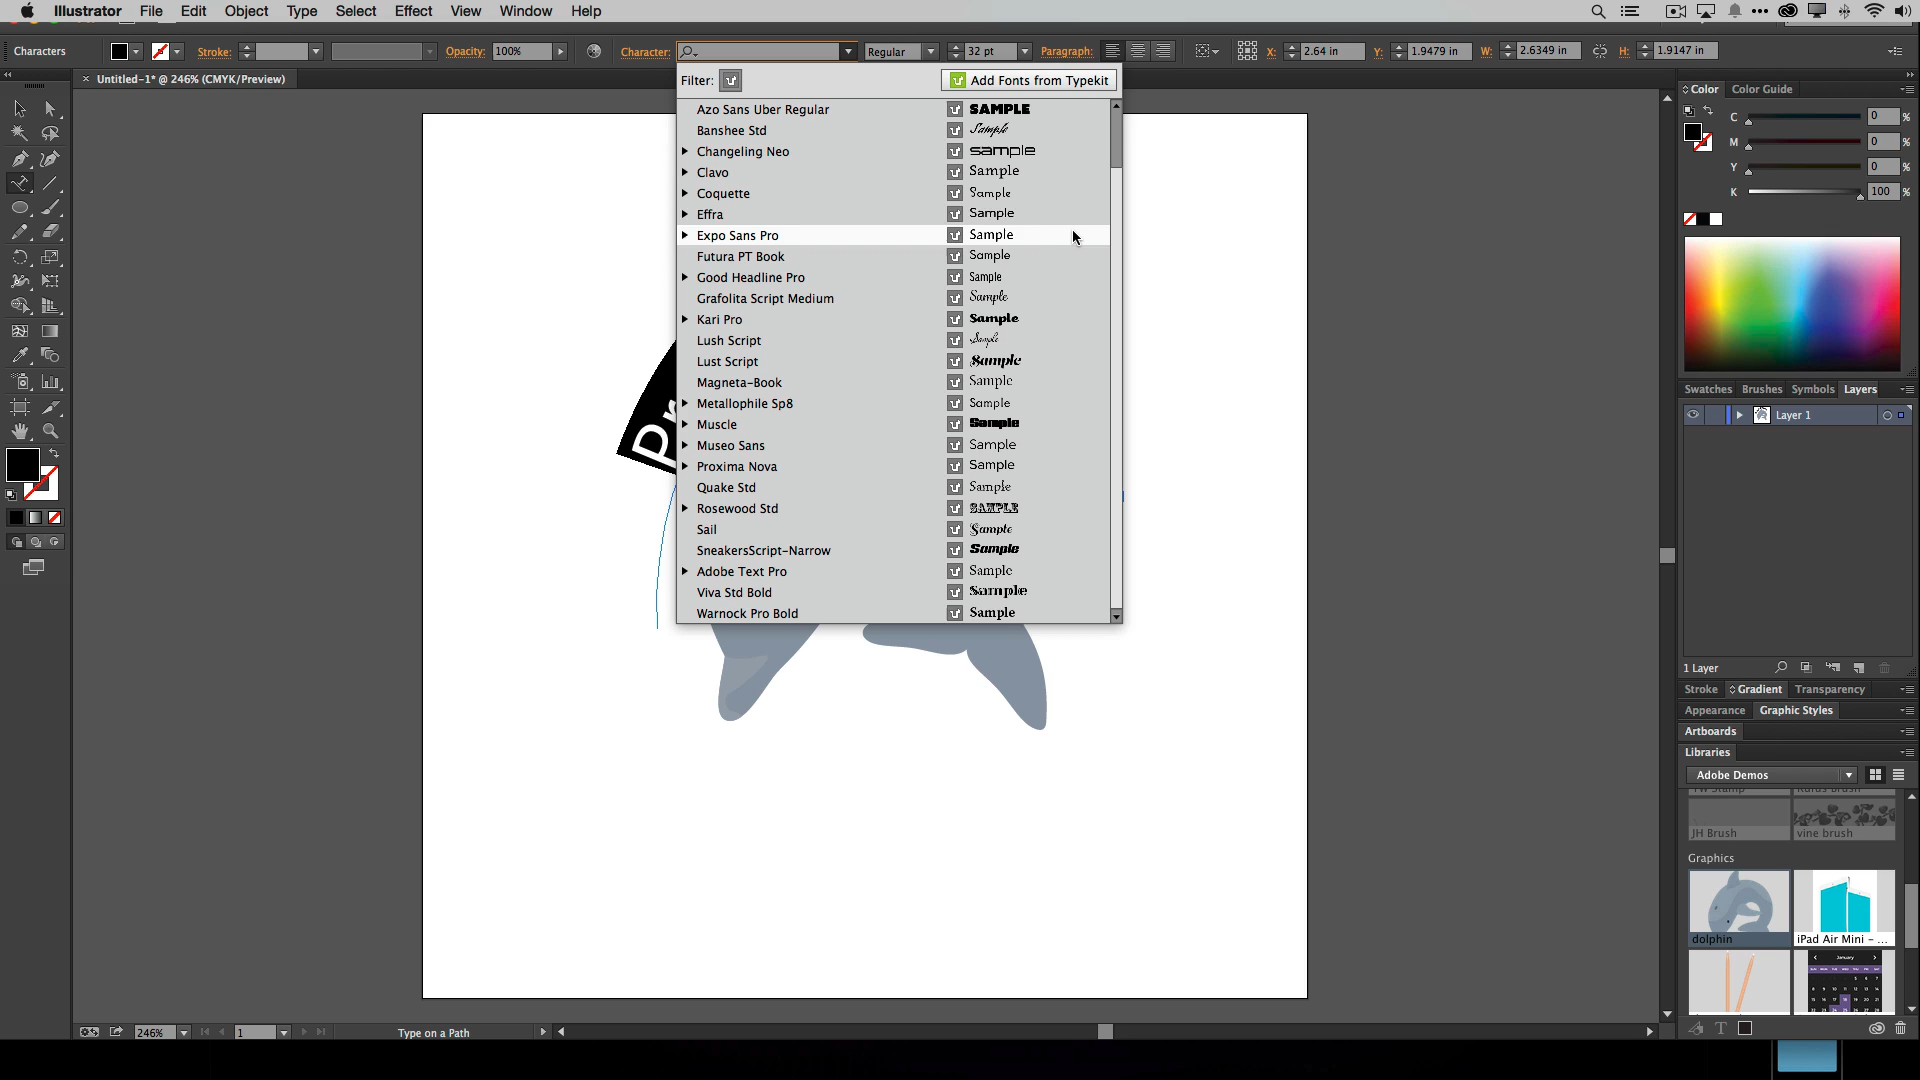 Illustrator File Edit Object Type Select Effect View Window Help
Characters Stroke: Opacity: 100% Character: Regular 32 pt Paragraph: X: 2.64 in Y: 1.9479 in W: 2.6349 in H: 1.9147 in
Untitled-1* @ 246% (CMYK/Preview)
Filter: Add Fonts from Typekit
Azo Sans Uber Regular SAMPLE
Banshee Std Sample
Changeling Neo sample
Clavo Sample
Coquette Sample
Effra Sample
Expo Sans Pro Sample
Futura PT Book Sample
Good Headline Pro Sample
Grafolita Script Medium Sample
Kari Pro Sample
Lush Script Sample
Lust Script Sample
Magneta-Book Sample
Metallophile Sp8 Sample
Muscle Sample
Museo Sans Sample
Proxima Nova Sample
Quake Std Sample
Rosewood Std SAMPLE
Sail Sample
SneakersScript-Narrow Sample
Adobe Text Pro Sample
Viva Std Bold Sample
Warnock Pro Bold Sample
Pr
Color Color Guide
C 0 %
M 0 %
Y 0 %
K 100 %
Swatches Brushes Symbols Layers
Layer 1
1 Layer
Stroke Gradient Transparency
Appearance Graphic Styles
Artboards
Libraries
Adobe Demos
JH Brush vine brush
Graphics
dolphin iPad Air Mini - ...
January
246% 1 Type on a Path